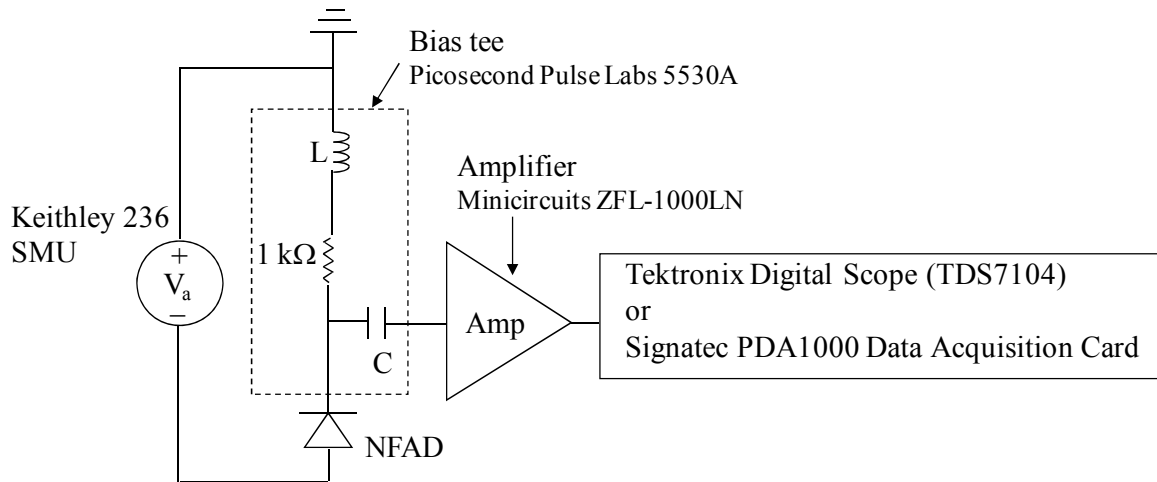 Bias tee
Picosecond Pulse Labs 5530A
L
Amplifier
Minicircuits ZFL-1000LN
Keithley 236
SMU
+
Va
−
1 kΩ
C
Amp
Tektronix Digital Scope (TDS7104)
or
Signatec PDA1000 Data Acquisition Card
NFAD